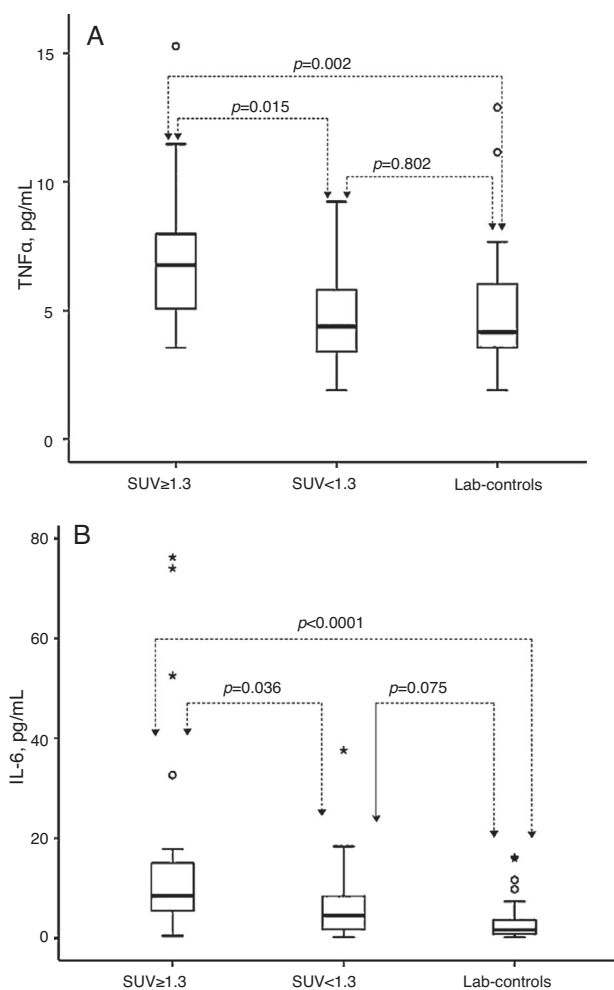 A
15
p=0.002
p=0.015
p=0.802
10
TNFα, pg/mL
5
0
SUV≥1.3 SUV<1.3 Lab-controls
B
80
p<0.0001
60
p=0.036 p=0.075
IL-6, pg/mL
40
20
0
SUV≥1.3 SUV<1.3 Lab-controls